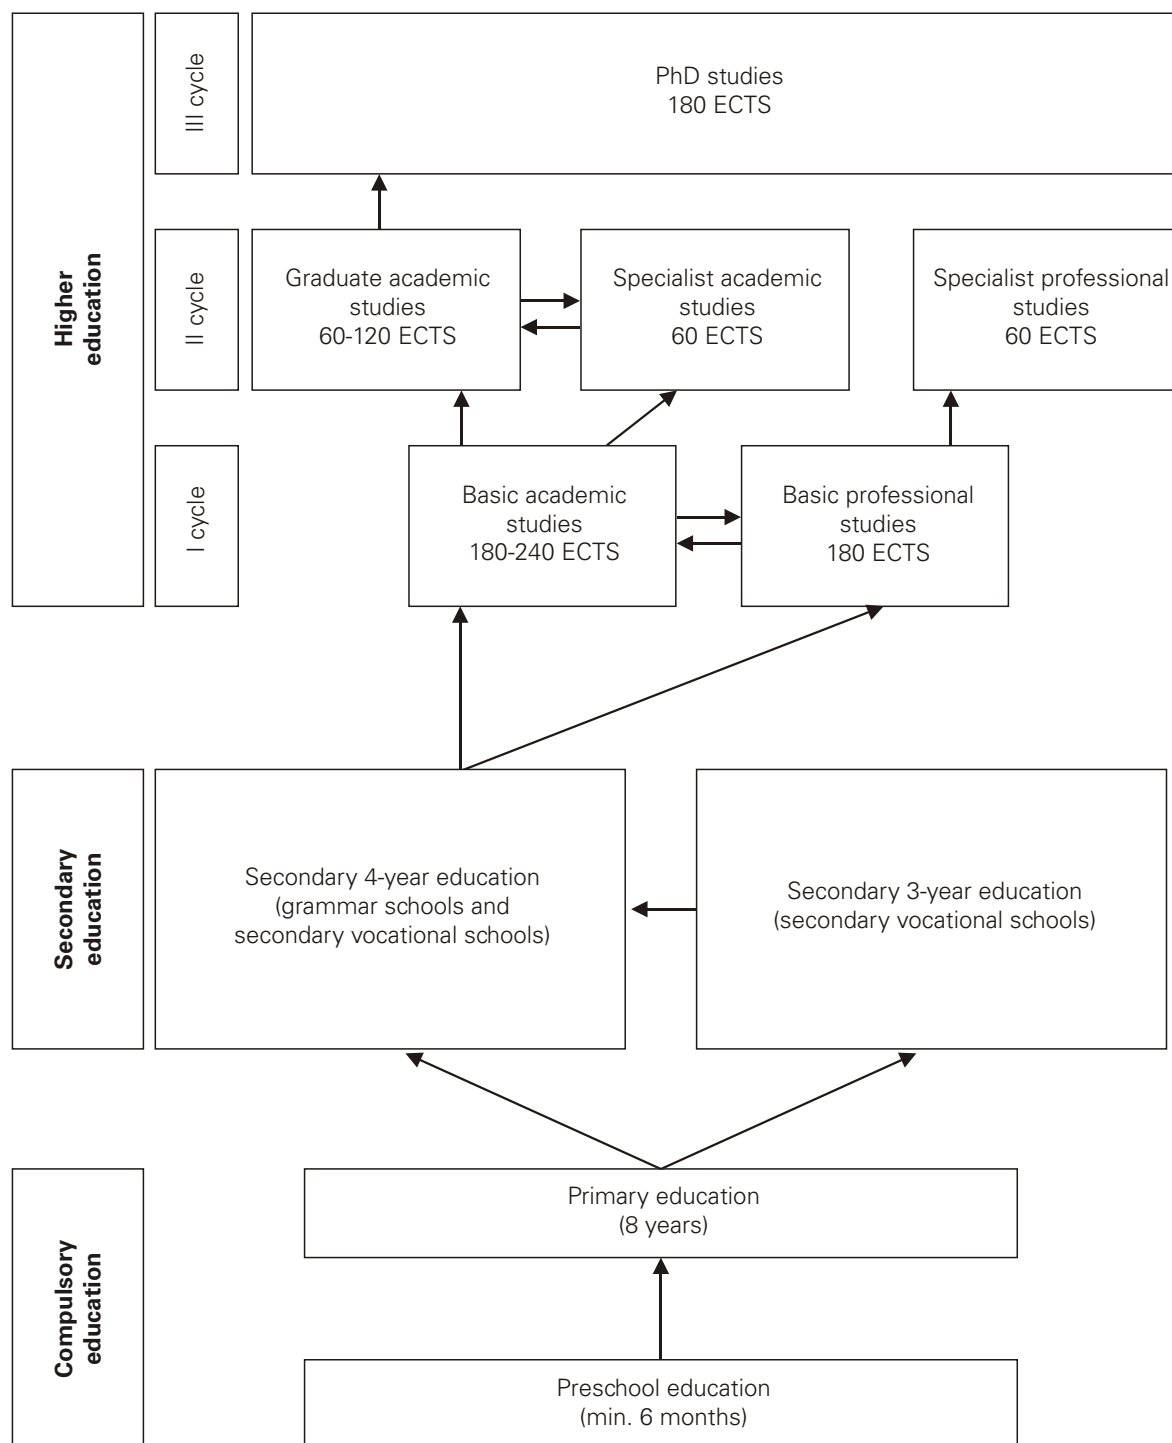 Higher
education
III cycle
PhD studies
180 ECTS
II cycle
Graduate academic
studies
60-120 ECTS
Specialist academic
studies
60 ECTS
Specialist professional
studies
60 ECTS
I cycle
Basic academic
studies
180-240 ECTS
Basic professional
studies
180 ECTS
Secondary
education
Secondary 4-year education
(grammar schools and
secondary vocational schools)
Secondary 3-year education
(secondary vocational schools)
Compulsory
education
Primary education
(8 years)
Preschool education
(min. 6 months)